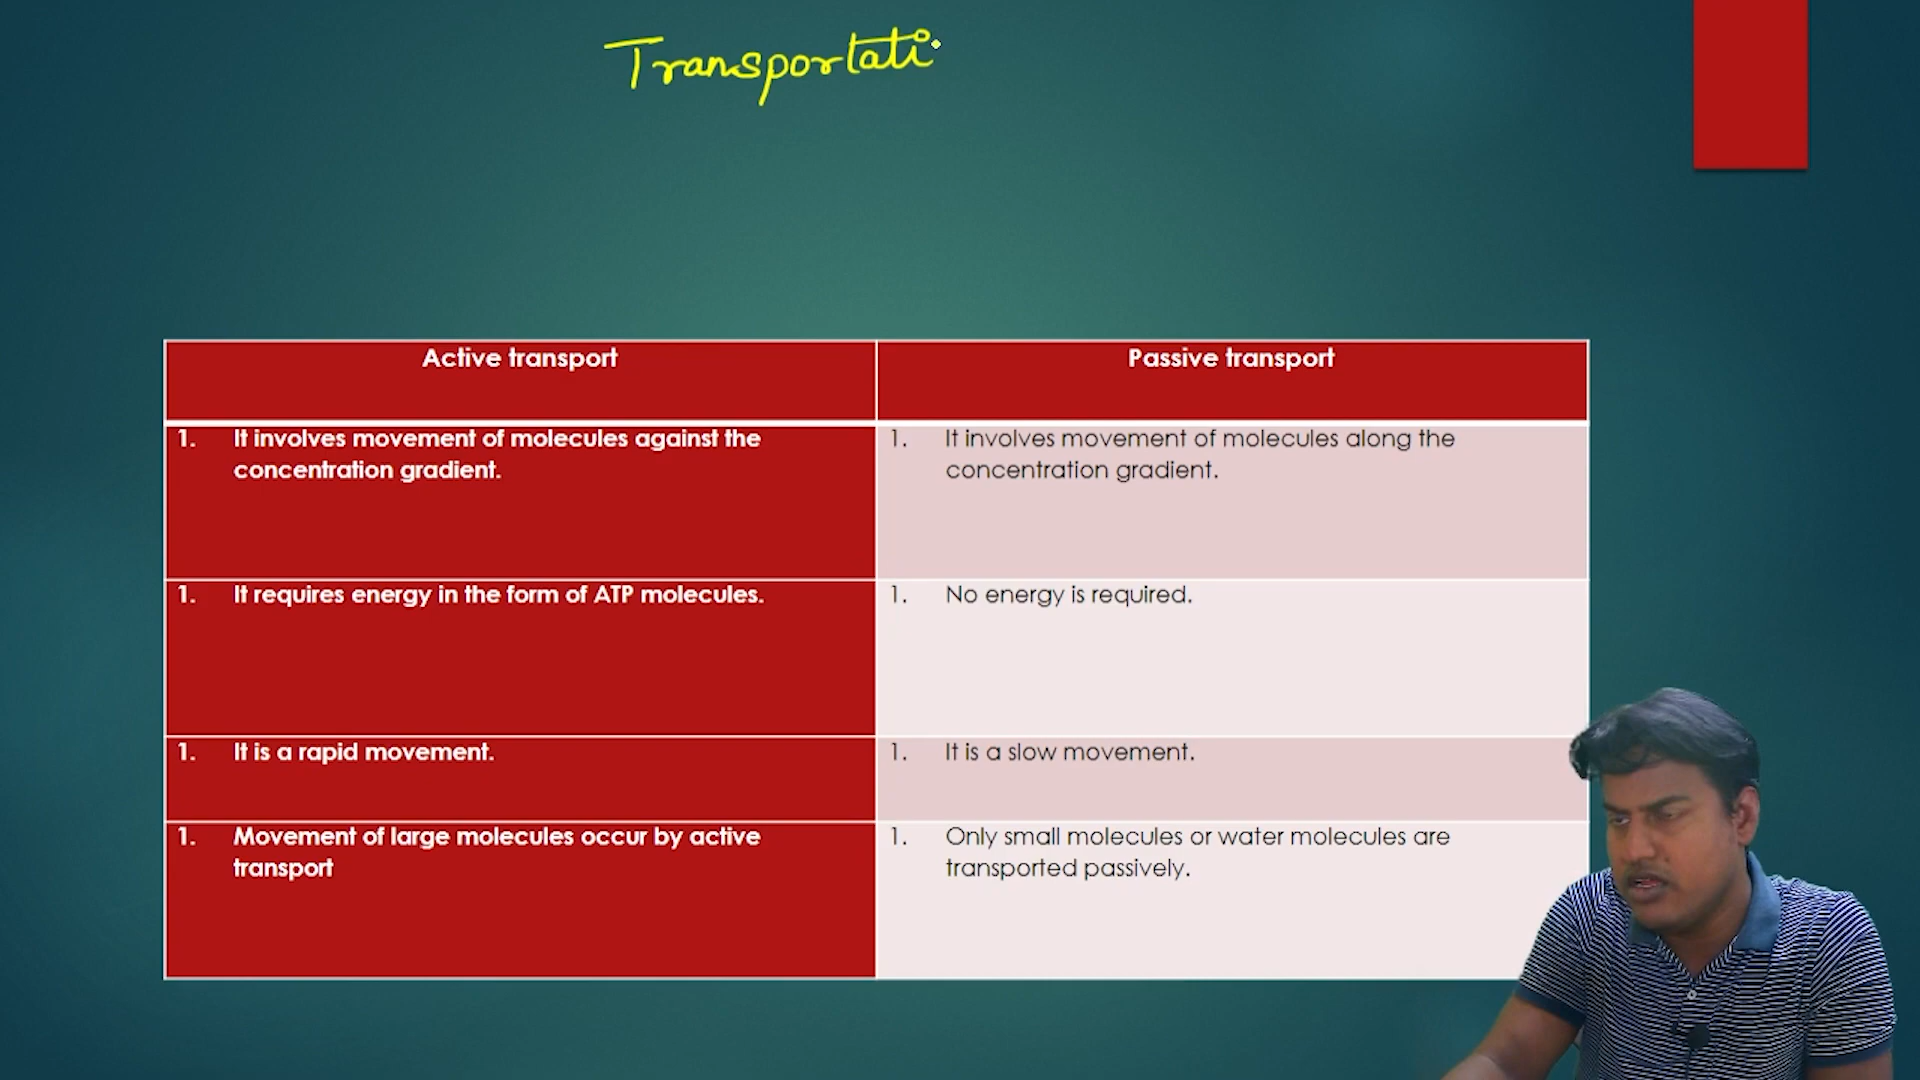 Transportati
Active transport
Passive transport
1. It involves movement of molecules against the
concentration gradient.
1. It involves movement of molecules along the
concentration gradient.
1. It requires energy in the form of ATP molecules.
1. No energy is required.
1. It is a rapid movement.
1. It is a slow movement.
1. Movement of large molecules occur by active
transport
1. Only small molecules or water molecules are
transported passively.